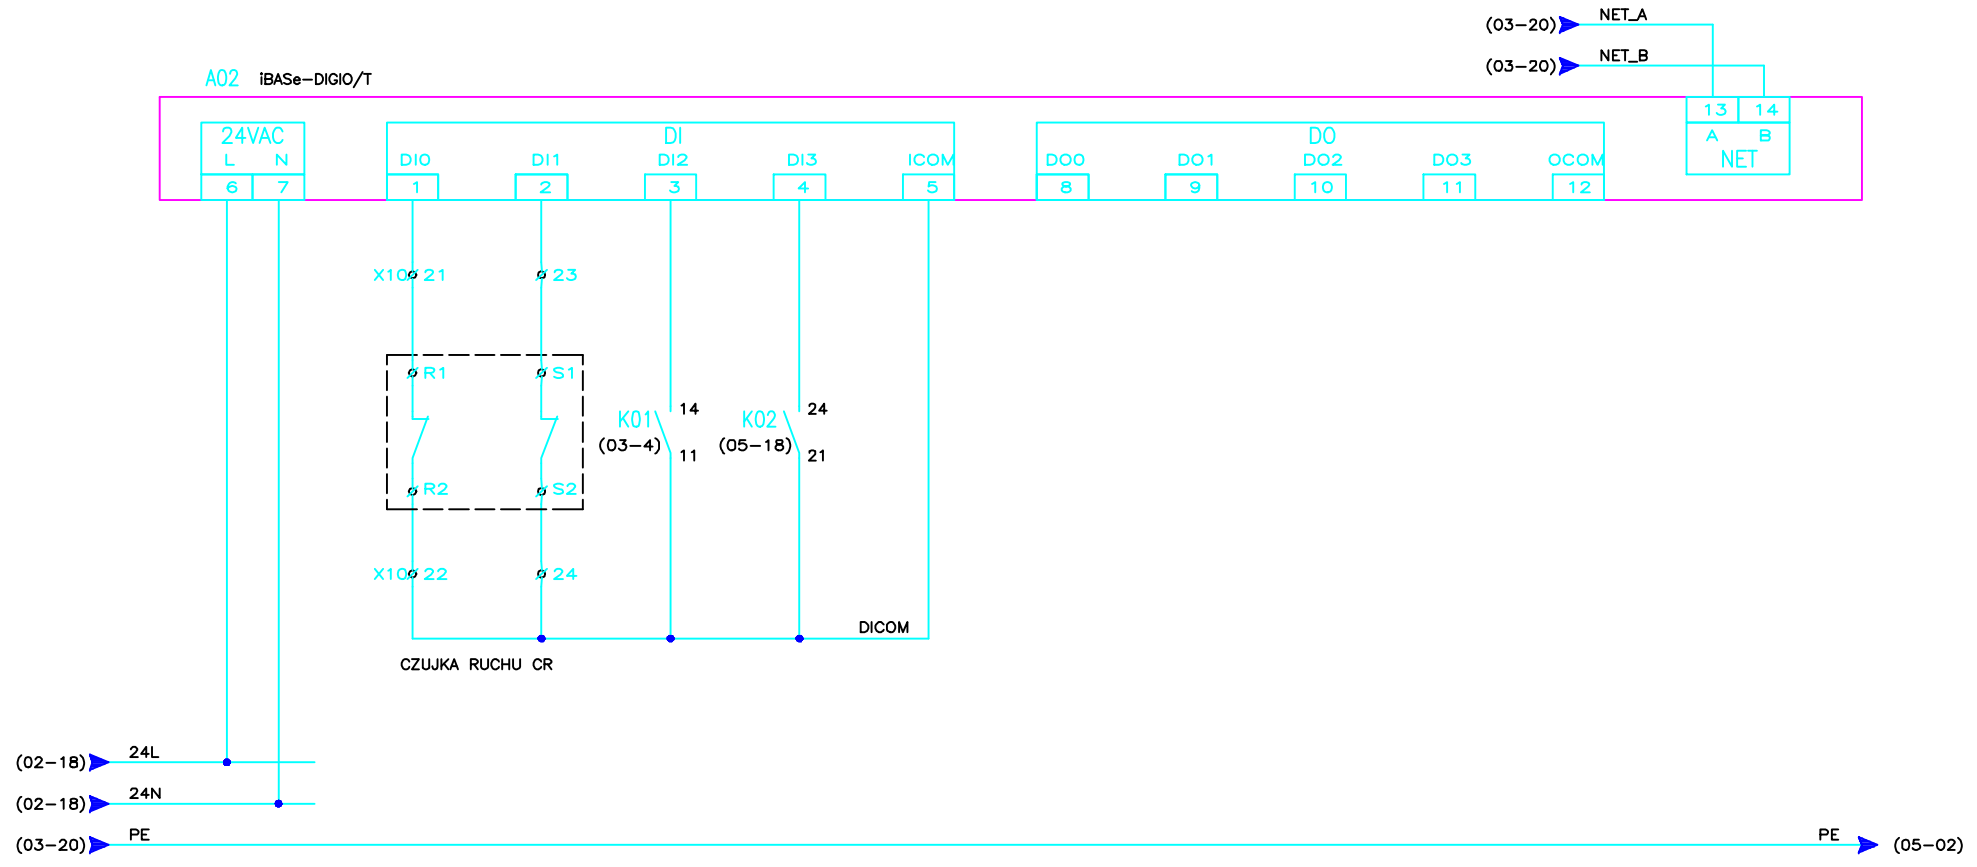 (03-20) NET_A
(03-20) NET_B
A02 iBASe-DIGIO/T
13 14
24VAC DI DO A B
L N DI0 DI1 DI2 DI3 ICOM DO0 DO1 DO2 DO3 OCOM NET
6 7 1 2 3 4 5 8 9 10 11 12
X10 21 23
R1 S1
14 24
K01 K02
(03-4) (05-18)
11 21
R2 S2
X10 22 24
DICOM
CZUJKA RUCHU CR
(02-18) 24L
(02-18) 24N
(03-20) PE PE (05-02)